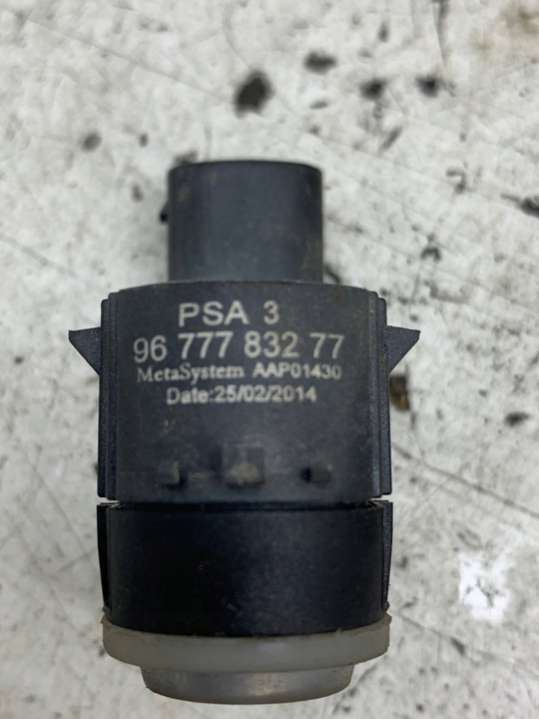 PSA 3
96 777 832 77
MetaSystem AAP01430
Date:25/02/2014